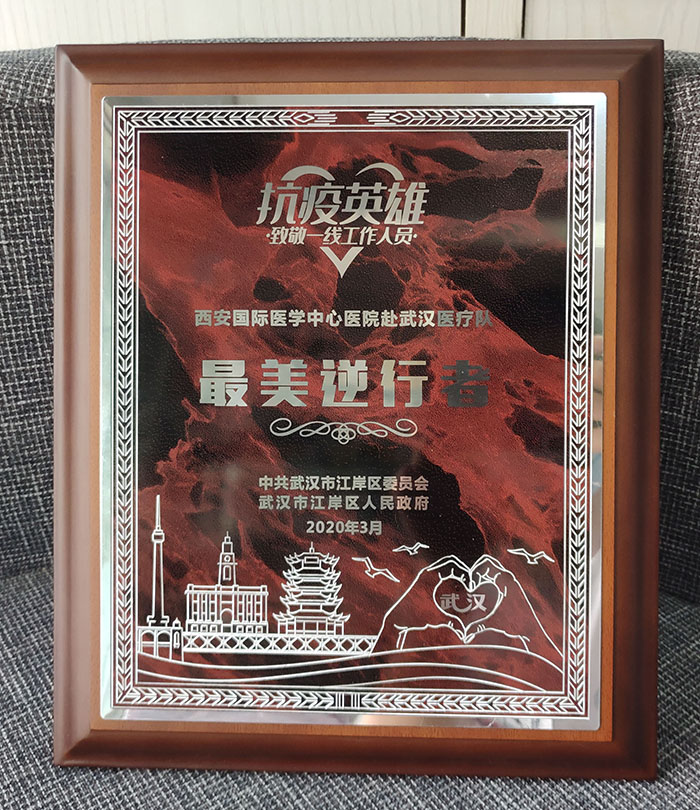 抗疫英雄
·致敬一线工作人员·
西安国际医学中心医院赴武汉医疗队
最美逆行者
中共武汉市江岸区委员会
武汉市江岸区人民政府
2020年3月
武汉